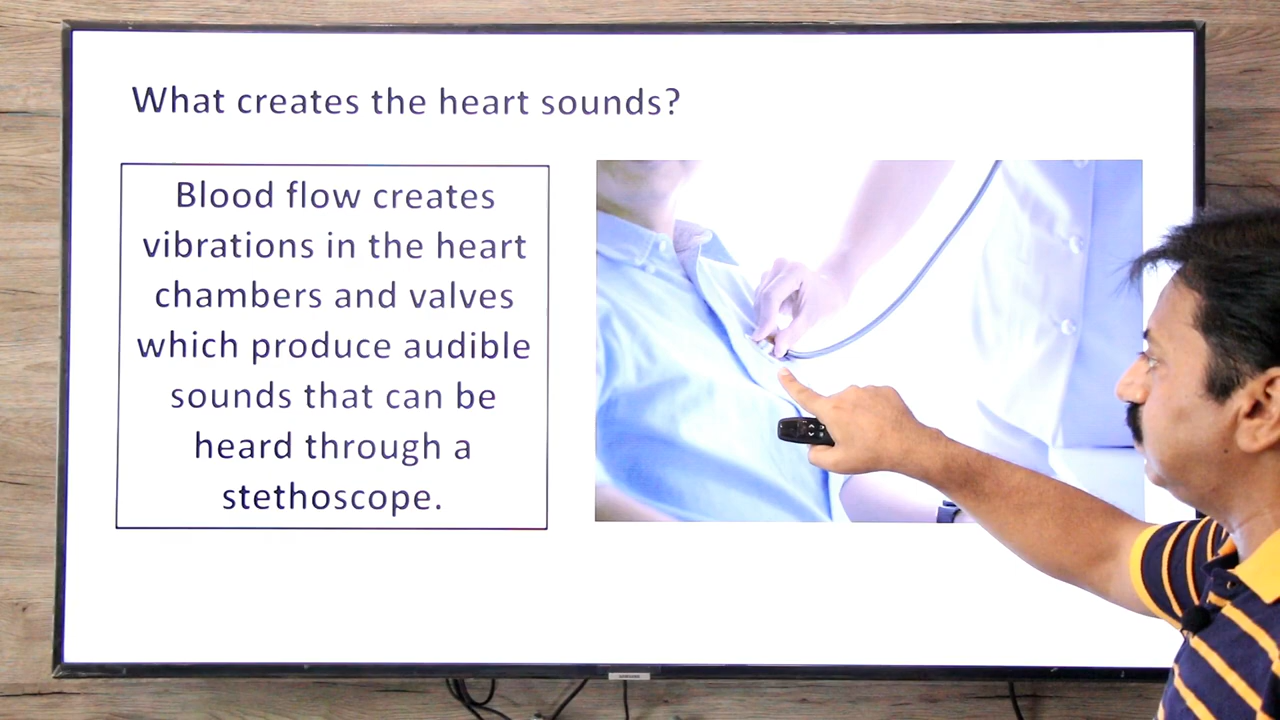 What creates the heart sounds?
Blood flow creates
vibrations in the heart
chambers and valves
which produce audible
sounds that can be
heard through a
stethoscope.
SAMSUNG